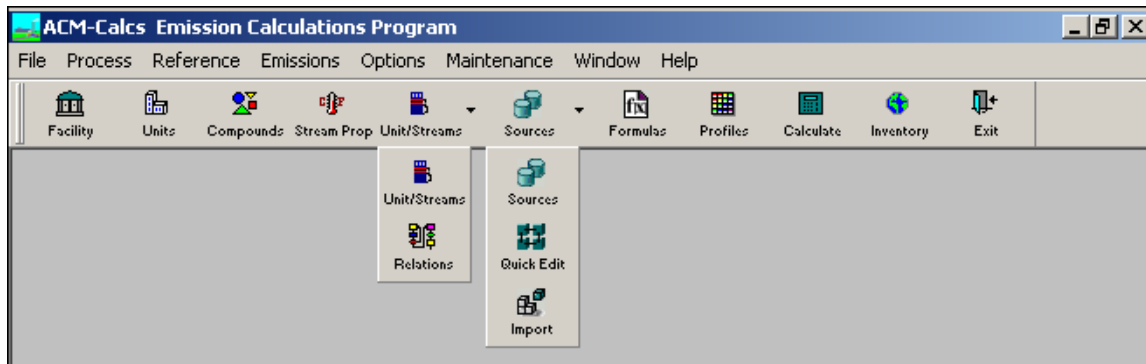 ACM-Calcs Emission Calculations Program
File Process Reference Emissions Options Maintenance Window Help
Facility Units Compounds Stream Prop Unit/Streams Sources Formulas Profiles Calculate Inventory Exit
Unit/Streams Sources
Relations Quick Edit
Import